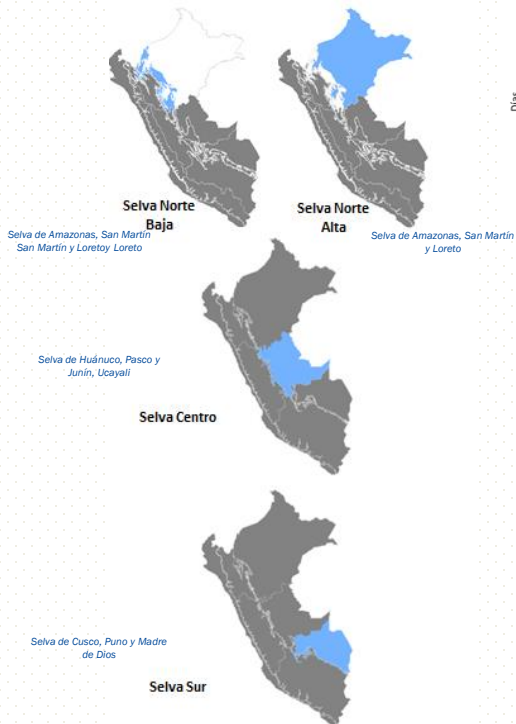 Días
Selva Norte
Baja
Selva Norte
Alta
Selva de Amazonas, San Martín
San Martín y Loretoy Loreto
Selva de Amazonas, San Martín
y Loreto
Selva de Huánuco, Pasco y
Junín, Ucayali
Selva Centro
Selva de Cusco, Puno y Madre
de Dios
Selva Sur